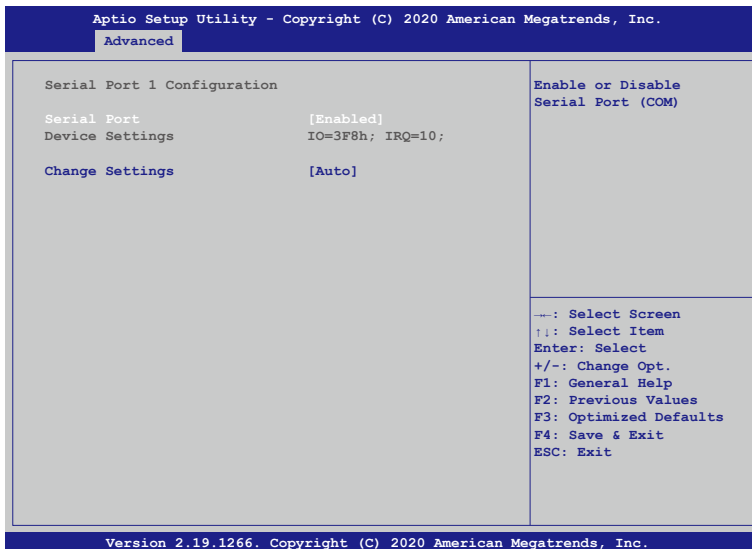 Aptio Setup Utility - Copyright (C) 2020 American Megatrends, Inc.
Advanced
Serial Port 1 Configuration
Serial Port [Enabled]
Device Settings IO=3F8h; IRQ=10;
Change Settings [Auto]
Enable or Disable
Serial Port (COM)
→←: Select Screen
↑↓: Select Item
Enter: Select
+/-: Change Opt.
F1: General Help
F2: Previous Values
F3: Optimized Defaults
F4: Save & Exit
ESC: Exit
Version 2.19.1266. Copyright (C) 2020 American Megatrends, Inc.